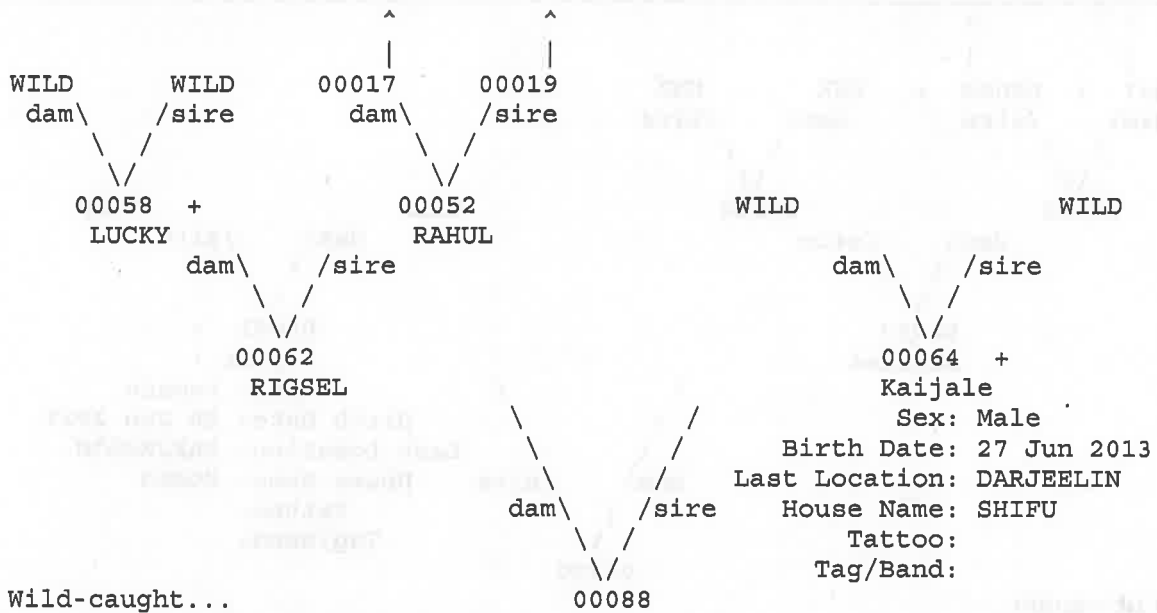 ^ ^
| |
WILD WILD 00017 | 00019 |
dam\ /sire dam\ /sire
\ / \ /
\/ \/
00058 + 00052 WILD WILD
LUCKY RAHUL
dam\ /sire dam\ /sire
\ / \ /
\/ \/
00062 00064 +
RIGSEL Kaijale
\ / Sex: Male
\ / Birth Date: 27 Jun 2013
\ / Last Location: DARJEELIN
dam\ /sire House Name: SHIFU
\ / Tattoo:
\/ Tag/Band:
Wild-caught... 00088